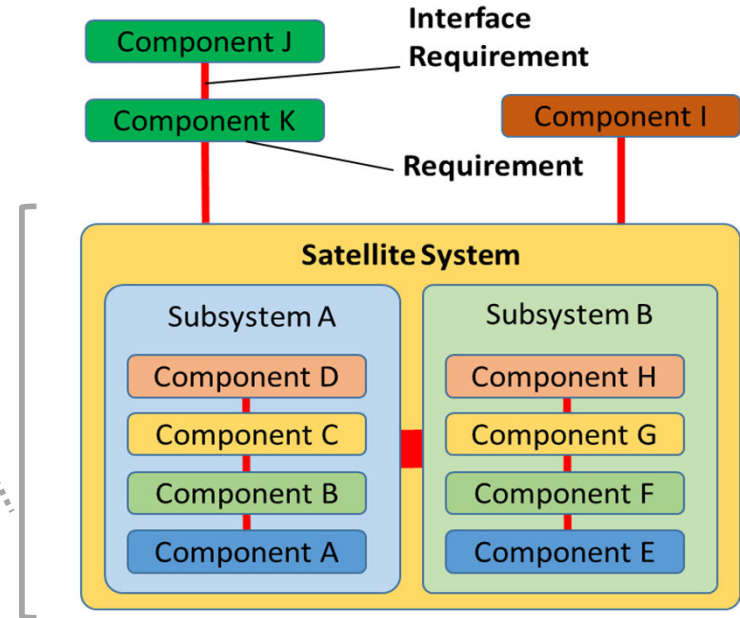 Component J
Interface
Requirement
Component K
Component I
Requirement
Satellite System
Subsystem A
Component D
Component C
Component B
Component A
Subsystem B
Component H
Component G
Component F
Component E